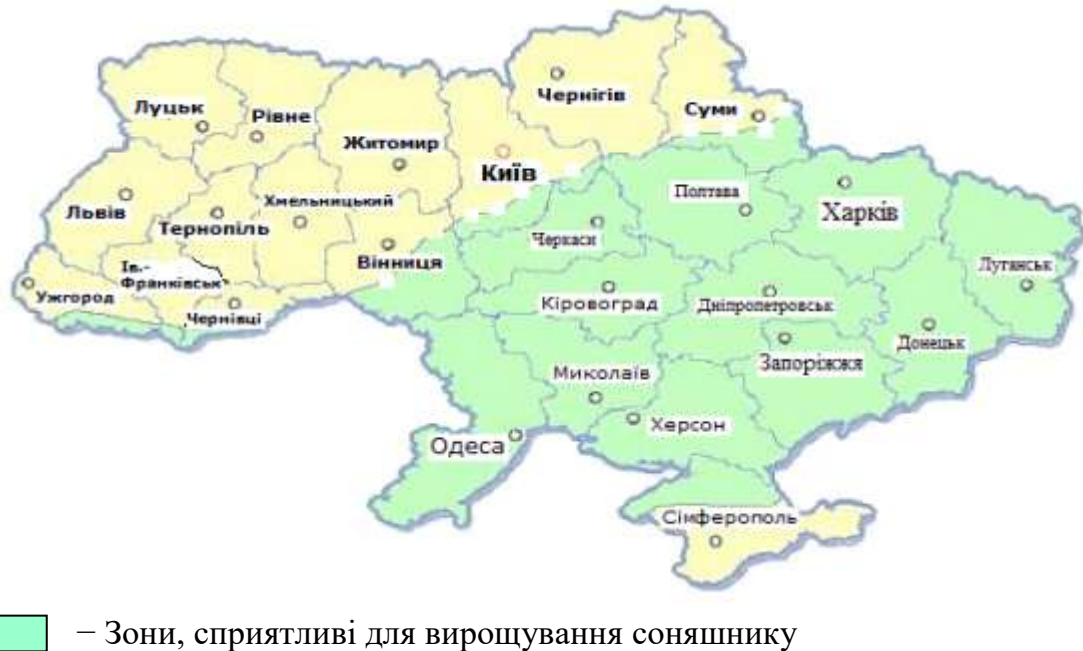 Чернігів
Луцьк
Рівне
Суми
Житомир
Київ
Полтава
Львів
Хмельницький
Тернопіль
Харків
Черкаси
Вінниця
Ів.-
Франківськ
Луганськ
Ужгород
Чернівці
Кіровоград
Дніпропетровськ
Донецьк
Запоріжжя
Миколаїв
Херсон
Одеса
Сімферополь
− Зони, сприятливі для вирощування соняшнику